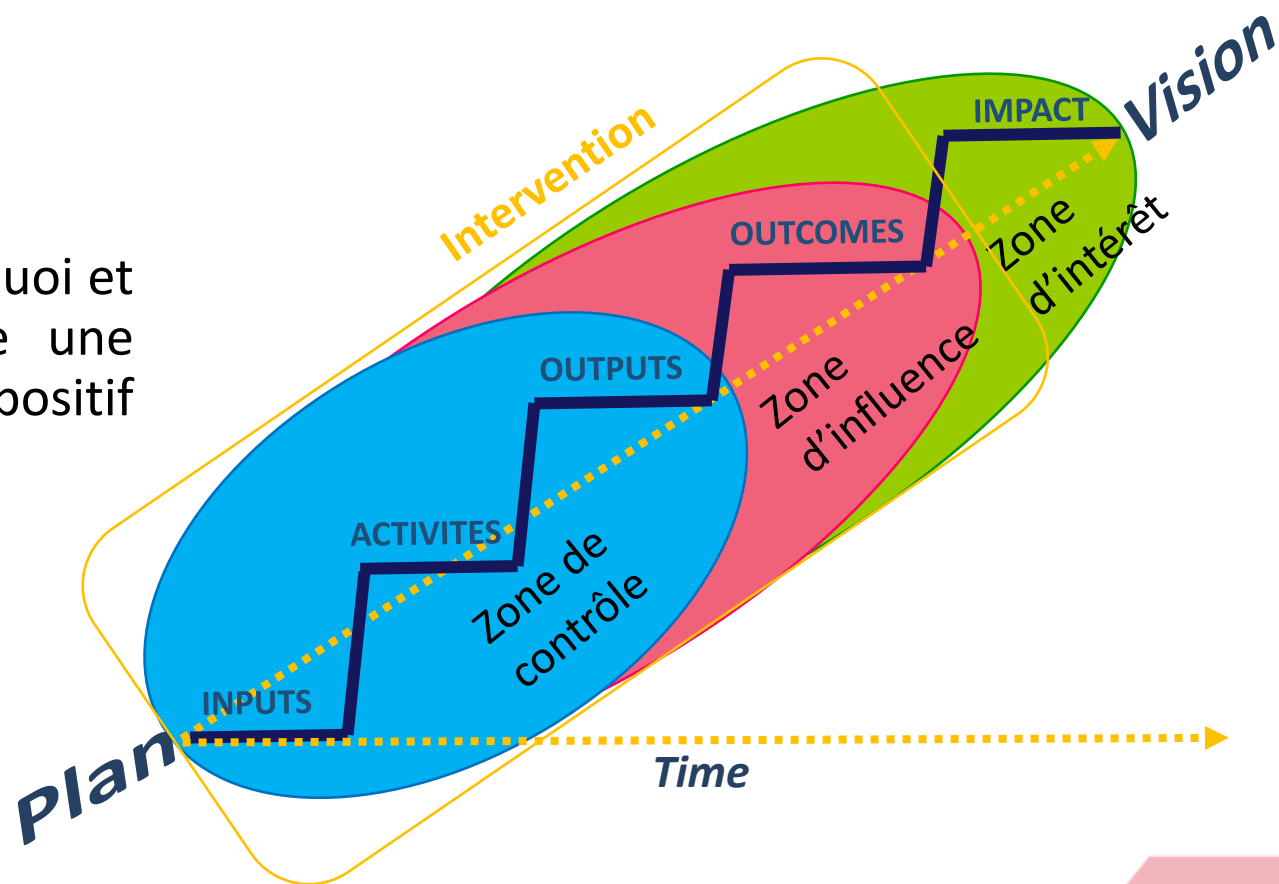 uoi et
une
positif
Intervention
Vision
IMPACT
OUTCOMES
OUTPUTS
ACTIVITES
INPUTS
Zone
d'intérêt
Zone
d'influence
Zone de
contrôle
Plan
Time